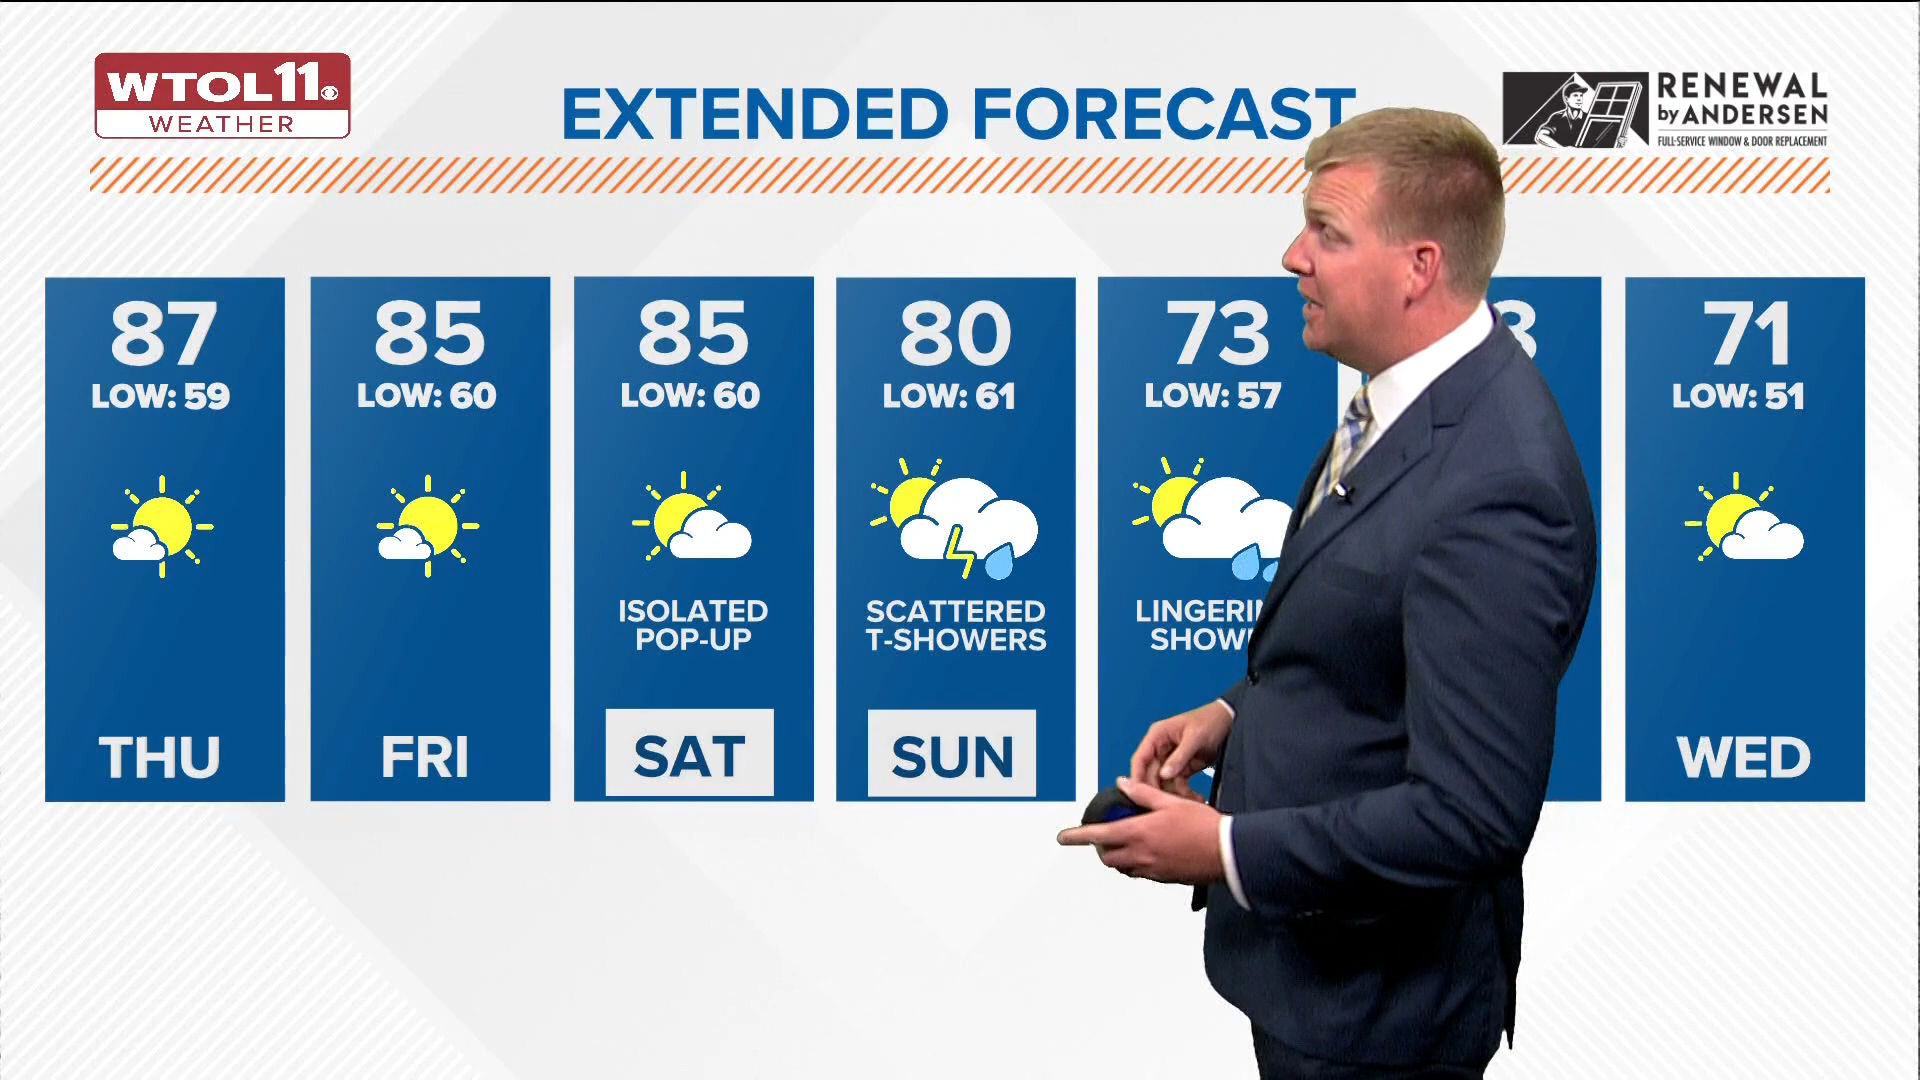 WTOL 11
WEATHER
EXTENDED FORECAST
RENEWAL
by ANDERSEN
FULL-SERVICE WINDOW & DOOR REPLACEMENT
87
LOW: 59
THU
85
LOW: 60
FRI
85
LOW: 60
ISOLATED
POP-UP
SAT
80
LOW: 61
SCATTERED
T-SHOWERS
SUN
73
LOW: 57
71
LOW: 51
WED